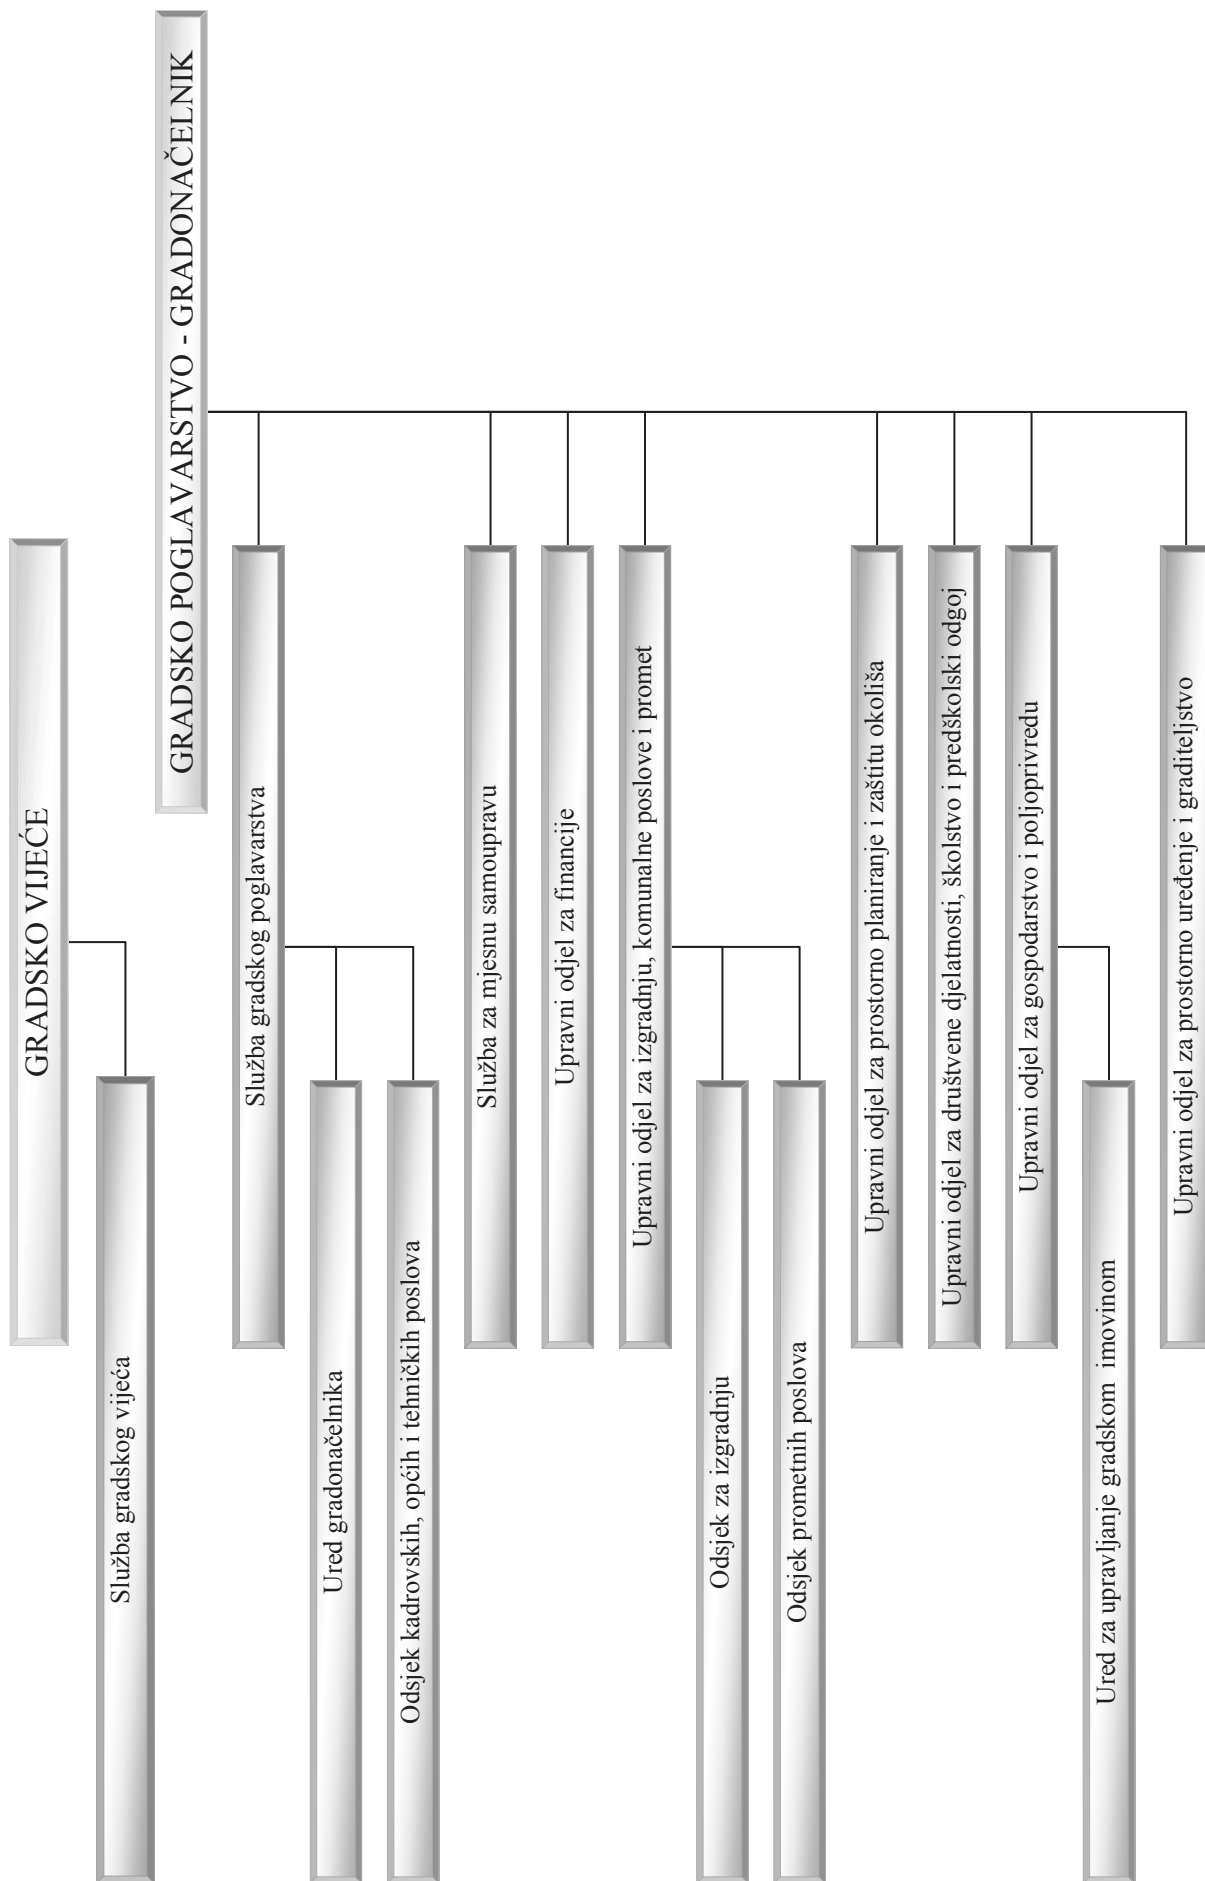 GRADSKO VIJEĆE
Služba gradskog vijeća
GRADSKO POGLAVARSTVO - GRADONAČELNIK
Služba gradskog poglavarstva
Ured gradonačelnika
Odsjek kadrovskih, općih i tehničkih poslova
Služba za mjesnu samoupravu
Upravni odjel za financije
Upravni odjel za izgradnju, komunalne poslove i promet
Odsjek za izgradnju
Odsjek prometnih poslova
Upravni odjel za prostorno planiranje i zaštitu okoliša
Upravni odjel za društvene djelatnosti, školstvo i predškolski odgoj
Upravni odjel za gospodarstvo i poljoprivredu
Ured za upravljanje gradskom imovinom
Upravni odjel za prostorno uređenje i graditeljstvo